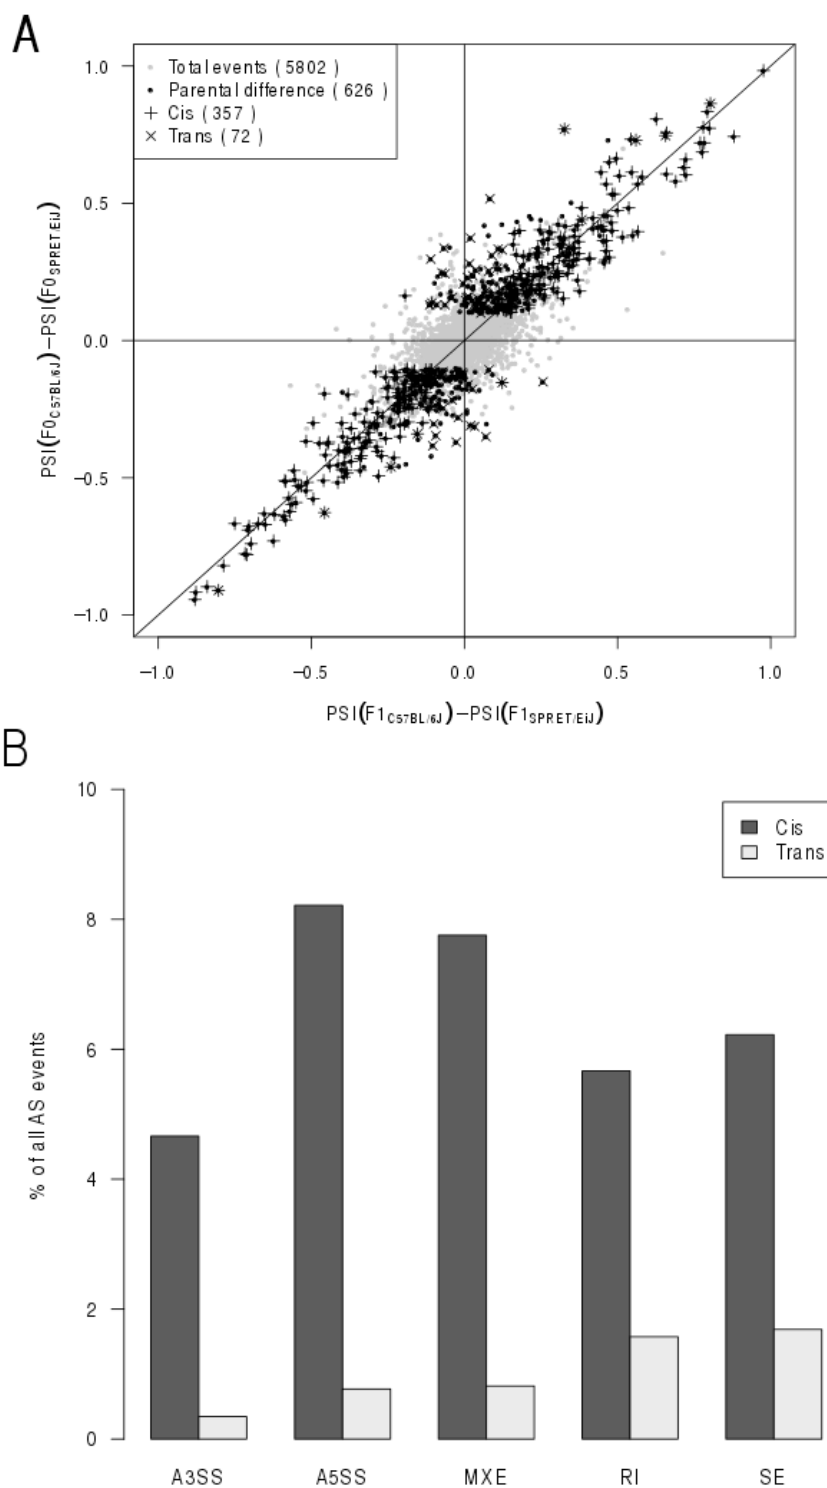 A
Total events ( 5802 )
Parental difference ( 626 )
Cis ( 357 )
Trans ( 72 )
1.0
0.5
0.0
−0.5
−1.0
PSI(F0C57BL/6J)−PSI(F0SPRET/EiJ)
−1.0 −0.5 0.0 0.5 1.0
PSI(F1C57BL/6J)−PSI(F1SPRET/EiJ)
B
10
8
6
4
2
0
% of all AS events
Cis
Trans
A3SS A5SS MXE RI SE